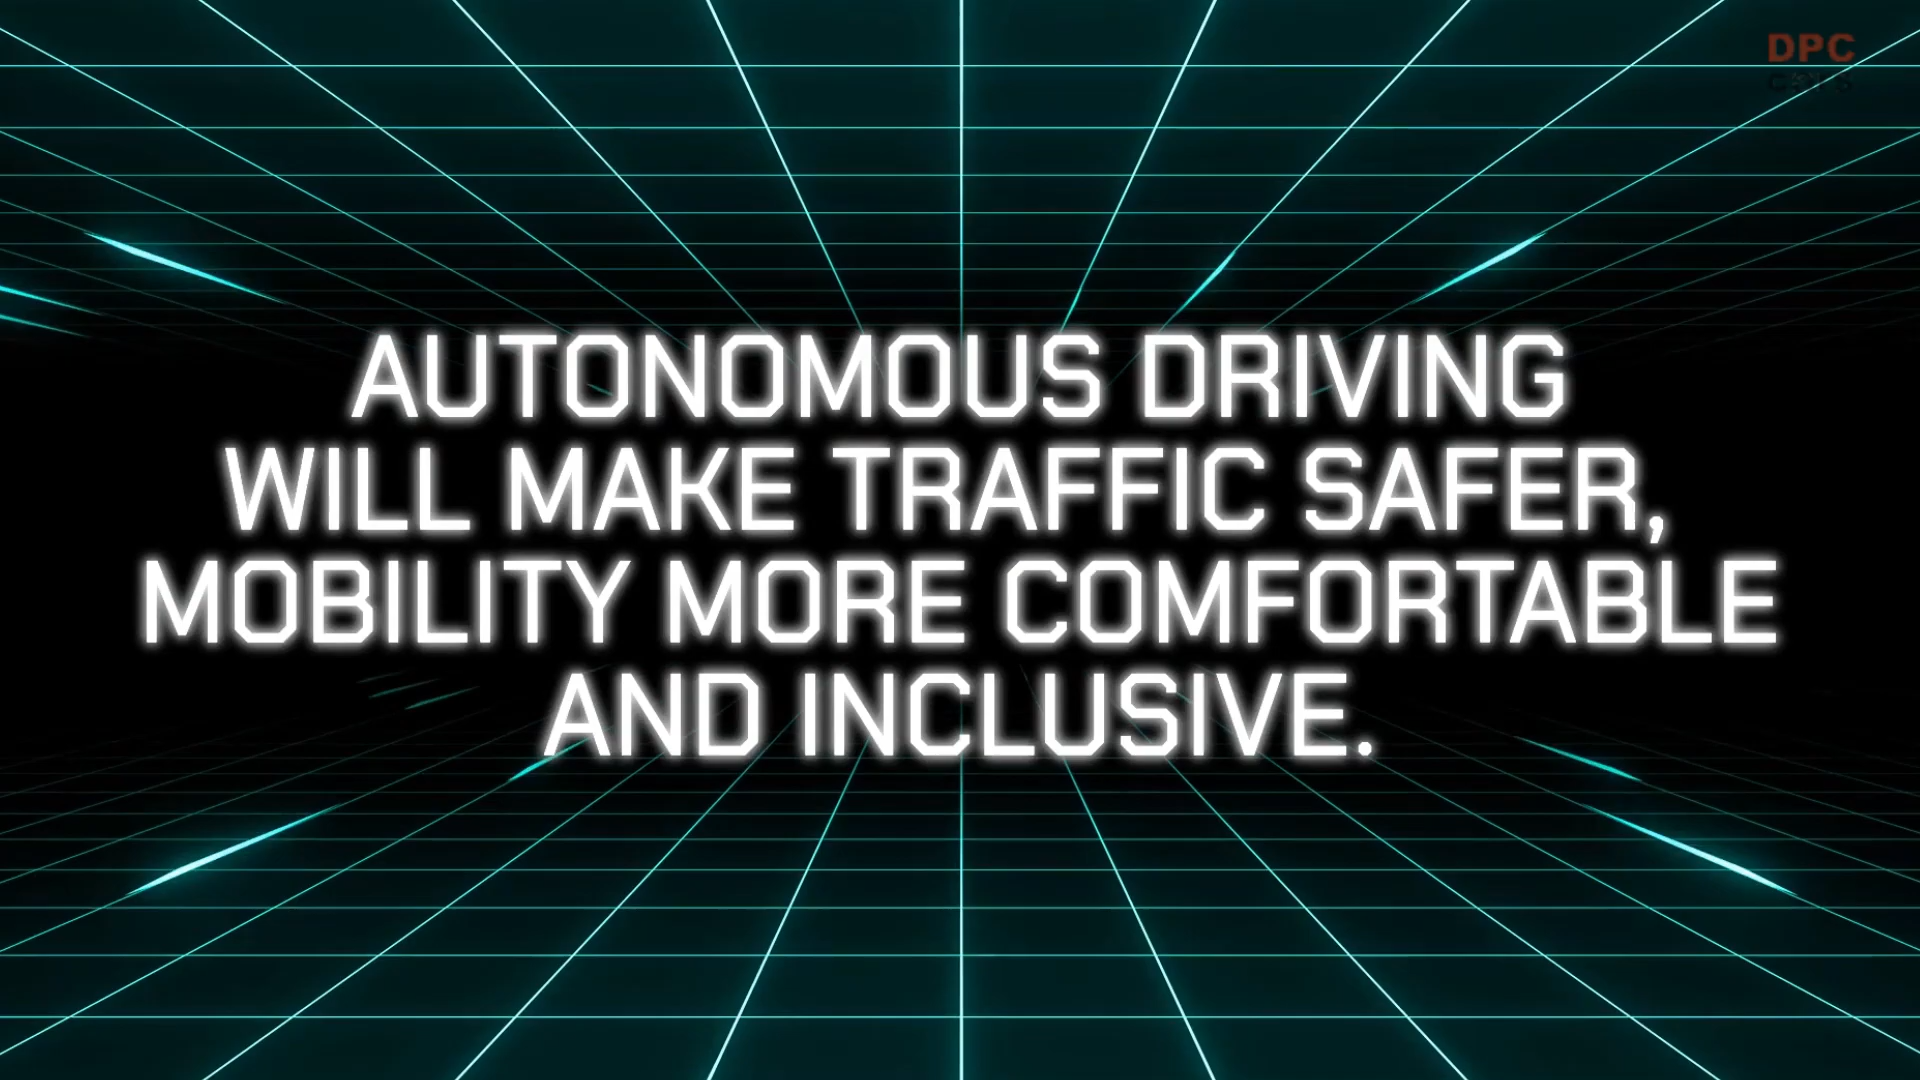 DPC
AUTONOMOUS DRIVING
WILL MAKE TRAFFIC SAFER,
MOBILITY MORE COMFORTABLE
AND INCLUSIVE.